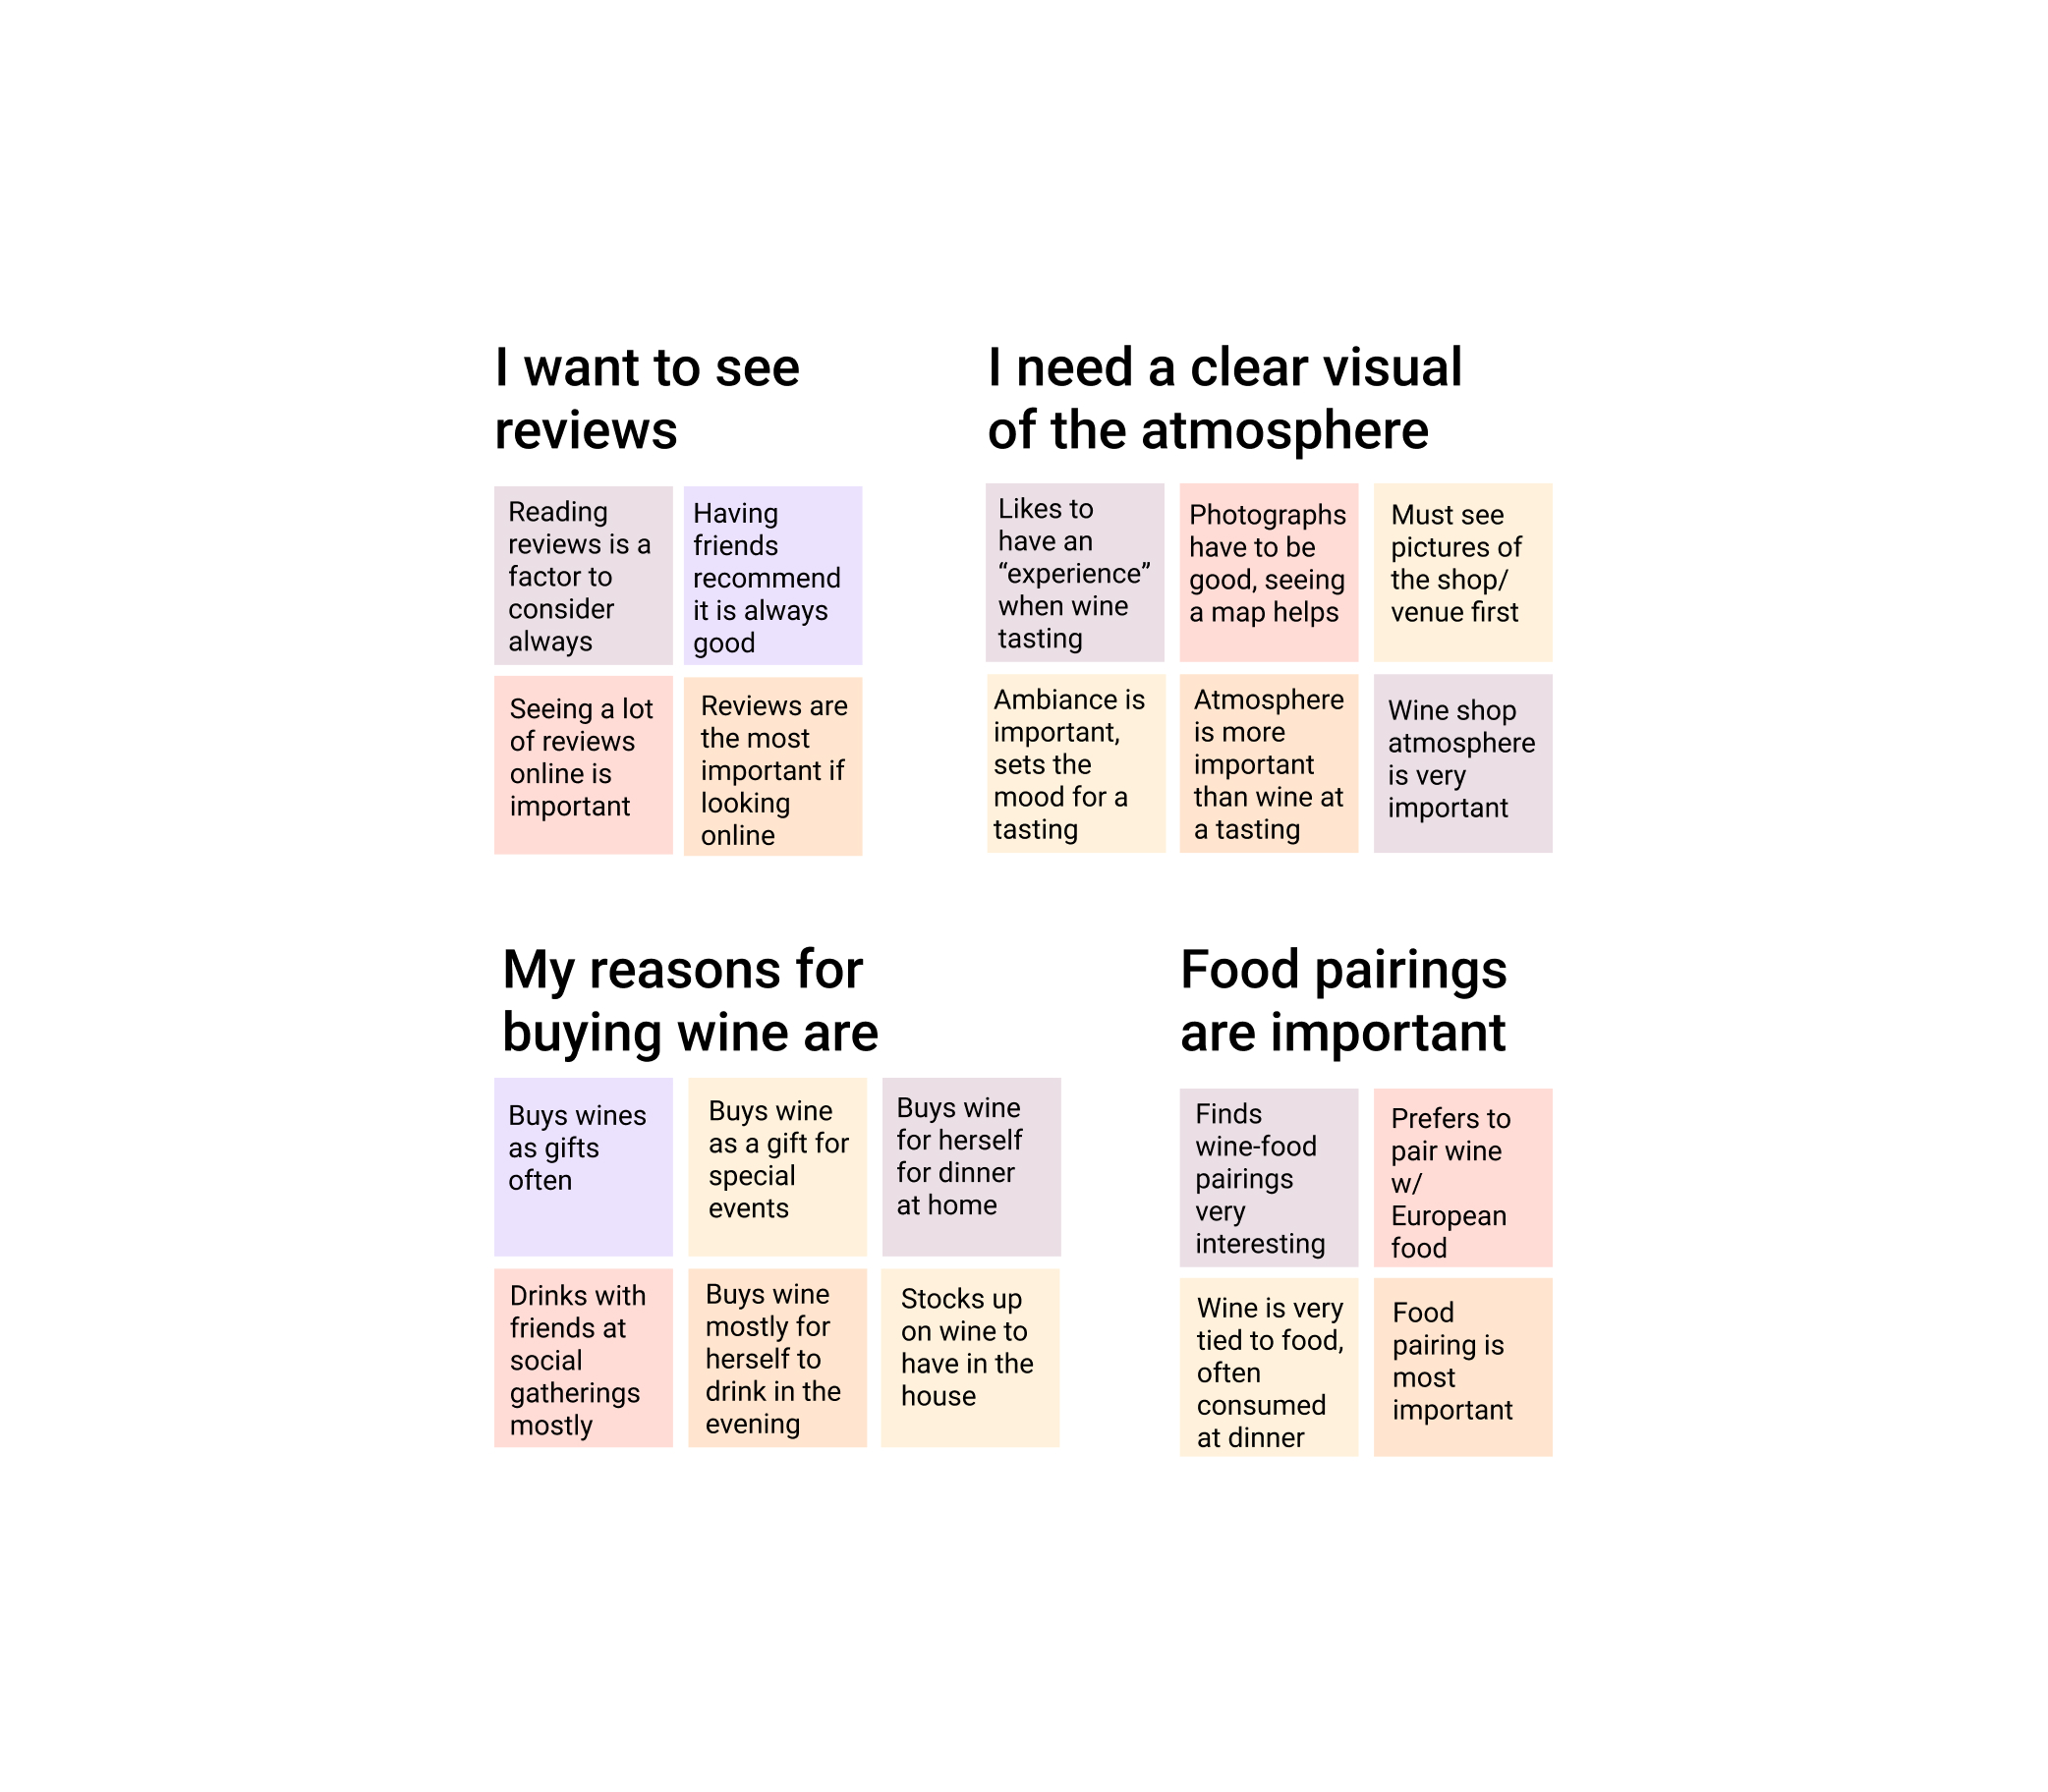 I want to see
reviews
Reading
reviews is a
factor to
consider
always
Having
friends
recommend
it is always
good
Seeing a lot
of reviews
online is
important
Reviews are
the most
important if
looking
online
I need a clear visual
of the atmosphere
Likes to
have an
“experience”
when wine
tasting
Photographs
have to be
good, seeing
a map helps
Must see
pictures of
the shop/
venue first
Ambiance is
important,
sets the
mood for a
tasting
Atmosphere
is more
important
than wine at
a tasting
Wine shop
atmosphere
is very
important
My reasons for
buying wine are
Buys wines
as gifts
often
Buys wine
as a gift for
special
events
Buys wine
for herself
for dinner
at home
Drinks with
friends at
social
gatherings
mostly
Buys wine
mostly for
herself to
drink in the
evening
Stocks up
on wine to
have in the
house
Food pairings
are important
Finds
wine-food
pairings
very
interesting
Prefers to
pair wine
w/
European
food
Wine is very
tied to food,
often
consumed
at dinner
Food
pairing is
most
important